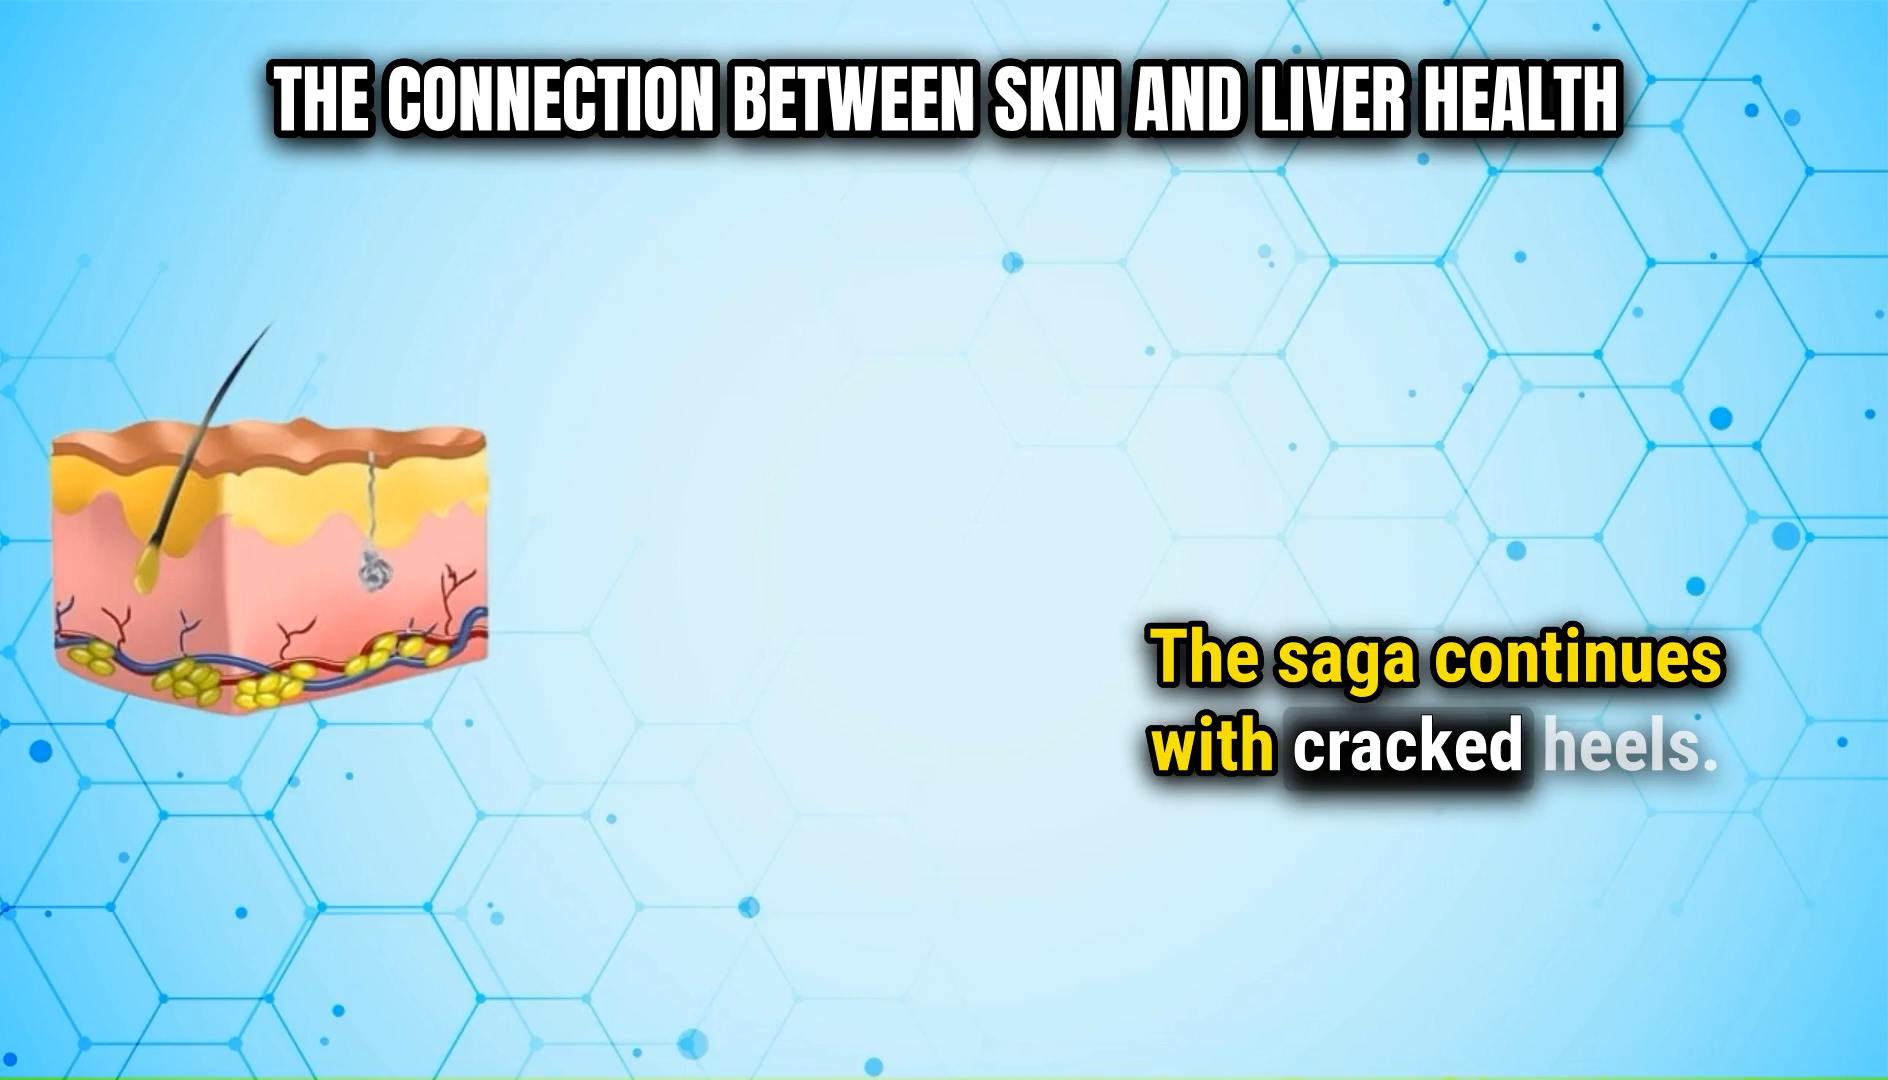 THE CONNECTION BETWEEN SKIN AND LIVER HEALTH
The saga continues
with cracked heels.